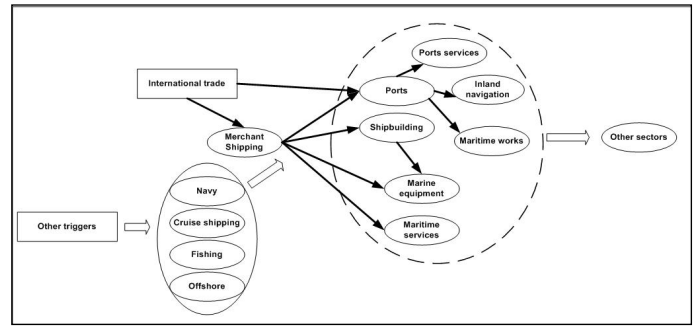 Ports services
International trade
Ports
Inland
navigation
Shipbuilding
Merchant
Shipping
Maritime works
Other sectors
Navy
Marine
equipment
Other triggers
Cruise shipping
Maritime
services
Fishing
Offshore